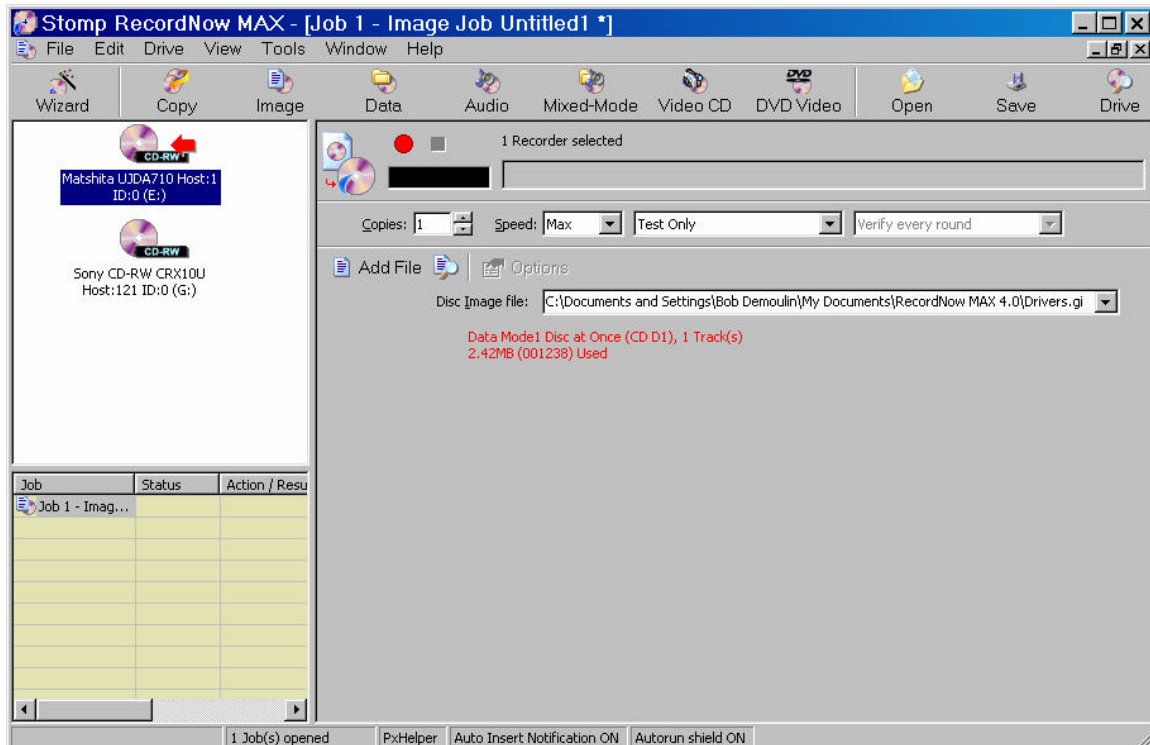 Stomp RecordNow MAX - [Job 1 - Image Job Untitled1 *]
File Edit Drive View Tools Window Help
Wizard Copy Image Data Audio Mixed-Mode Video CD DVD Video Open Save Drive
CD-RW
Matshita UJDA710 Host:1
ID:0 (E:)
CD-RW
Sony CD-RW CRX10U
Host:121 ID:0 (G:)
1 Recorder selected
Copies: 1 Speed: Max Test Only Verify every round
Add File Options
Disc Image file: C:\Documents and Settings\Bob Demoulin\My Documents\RecordNow MAX 4.0\Drivers.gi
Data Mode1 Disc at Once (CD D1), 1 Track(s)
2.42MB (001238) Used
Job Status Action / Resu
Job 1 - Imag...
1 Job(s) opened PxHelper Auto Insert Notification ON Autorun shield ON